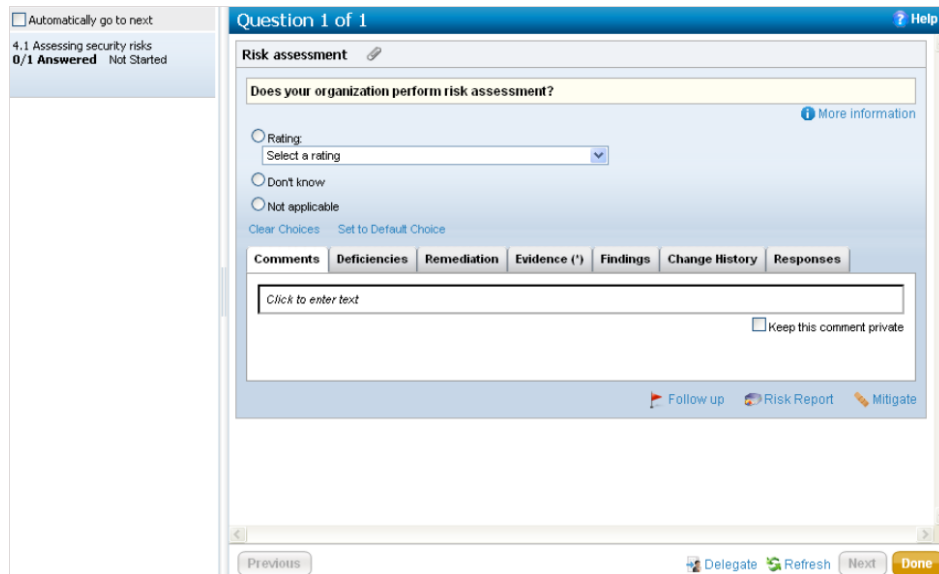 Automatically go to next
4.1 Assessing security risks
0/1 Answered Not Started
Question 1 of 1
? Help
Risk assessment
Does your organization perform risk assessment?
More information
Rating:
Select a rating
Don't know
Not applicable
Clear Choices Set to Default Choice
Comments Deficiencies Remediation Evidence (*) Findings Change History Responses
Click to enter text
Keep this comment private
Follow up Risk Report Mitigate
Previous Delegate Refresh Next Done